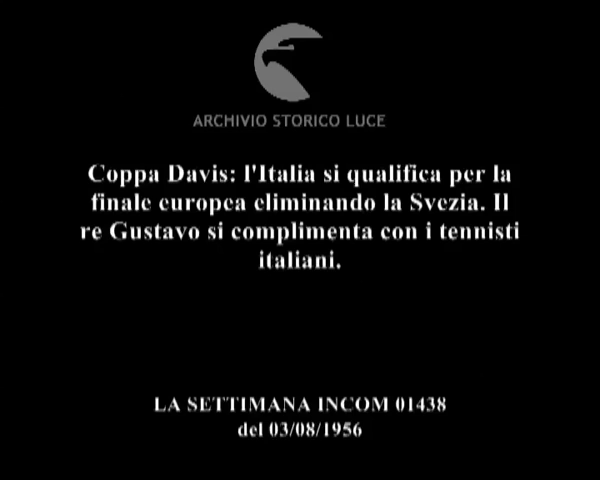 ARCHIVIO STORICO LUCE
Coppa Davis: l'Italia si qualifica per la
finale europea eliminando la Svezia. Il
re Gustavo si complimenta con i tennisti
italiani.
LA SETTIMANA INCOM 01438
del 03/08/1956